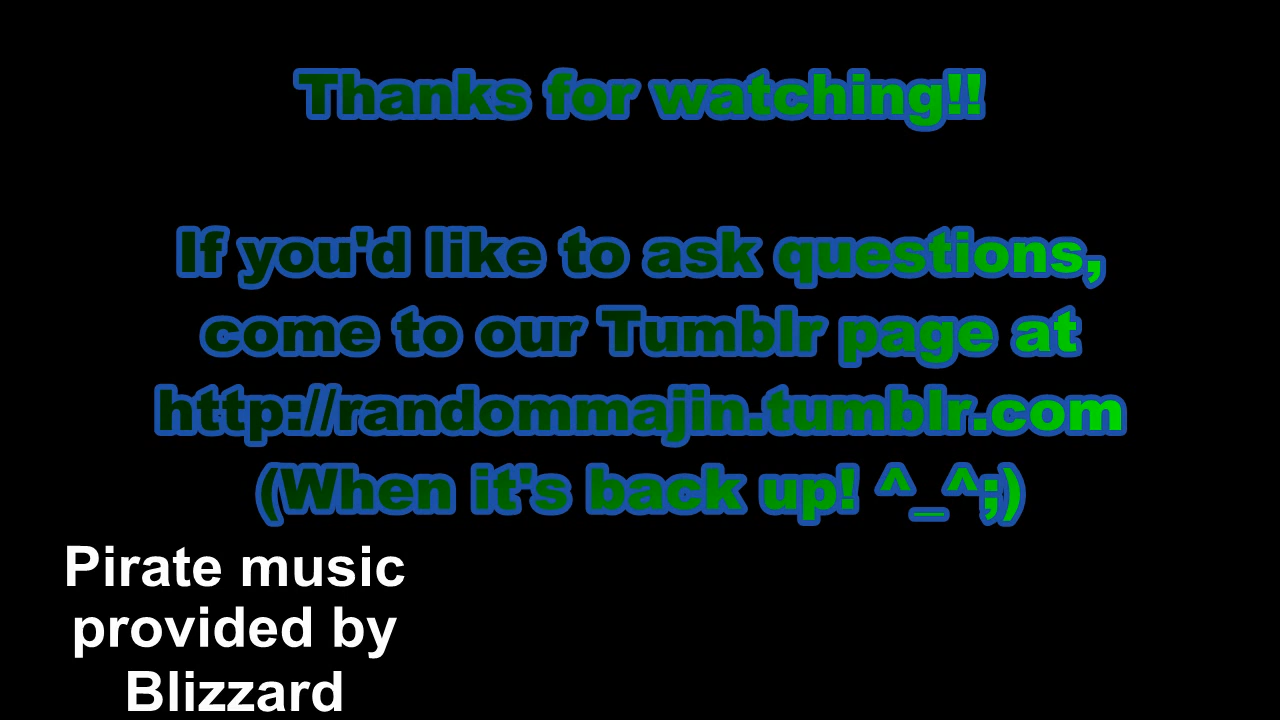 Thanks for watching!!
If you'd like to ask questions,
come to our Tumblr page at
http://randommajin.tumblr.com
(When it's back up! ^_^;)
Pirate music
provided by
Blizzard